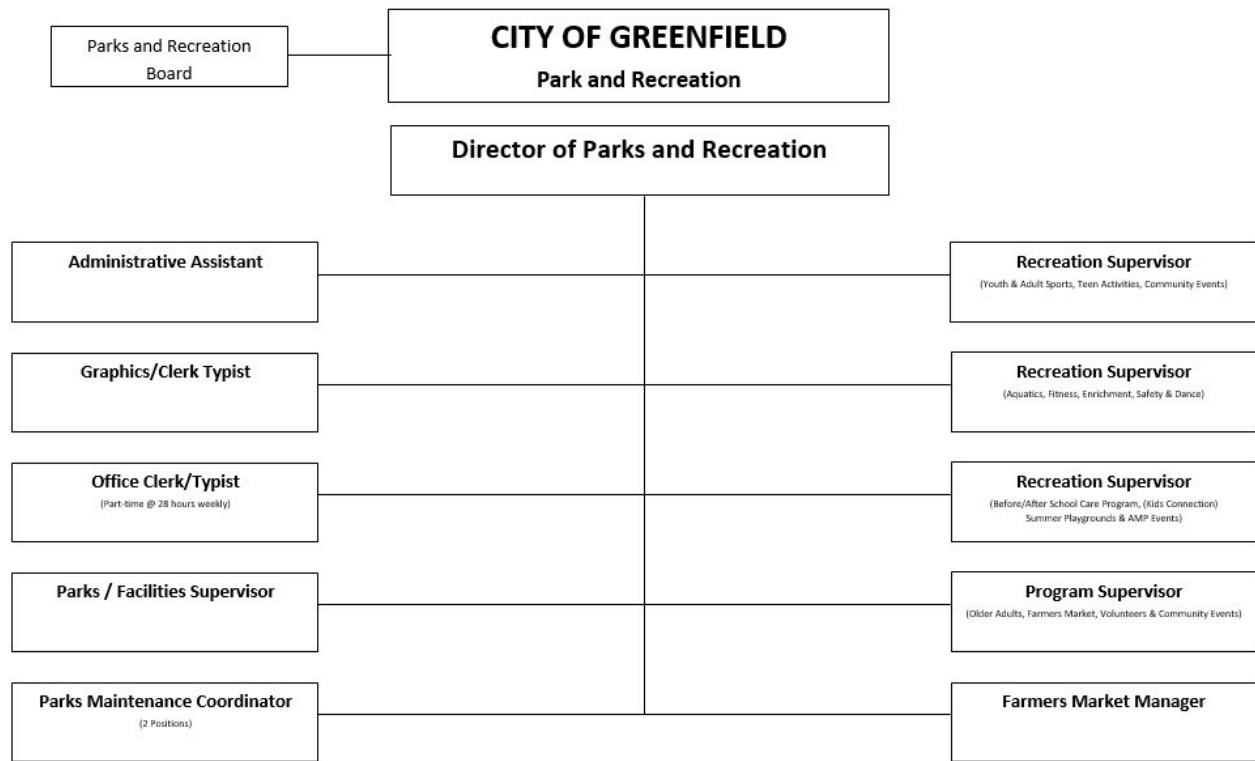 Parks and Recreation
Board
CITY OF GREENFIELD
Park and Recreation
Director of Parks and Recreation
Administrative Assistant
Recreation Supervisor
(Youth & Adult Sports, Teen Activities, Community Events)
Graphics/Clerk Typist
Recreation Supervisor
(Aquatics, Fitness, Enrichment, Safety & Dance)
Office Clerk/Typist
(Part-time @ 28 hours weekly)
Recreation Supervisor
(Before/After School Care Program, (Kids Connection)
Summer Playgrounds & AMP Events)
Parks / Facilities Supervisor
Program Supervisor
(Older Adults, Farmers Market, Volunteers & Community Events)
Parks Maintenance Coordinator
(2 Positions)
Farmers Market Manager